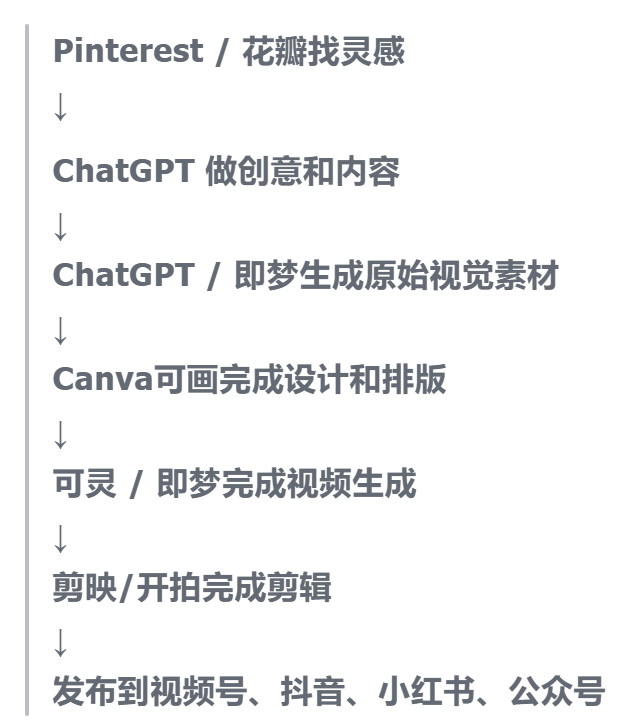 Pinterest / 花瓣找灵感
↓
ChatGPT 做创意和内容
↓
ChatGPT / 即梦生成原始视觉素材
↓
Canva可画完成设计和排版
↓
可灵 / 即梦完成视频生成
↓
剪映/开拍完成剪辑
↓
发布到视频号、抖音、小红书、公众号